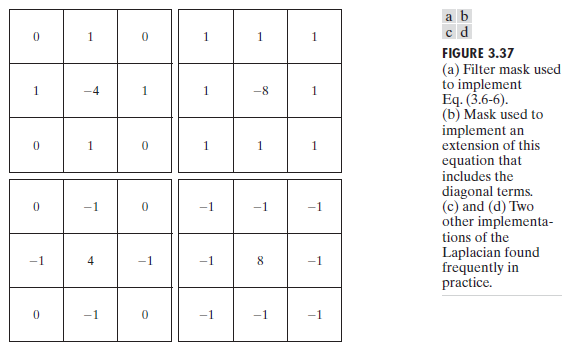 0 1 0
1 -4 1
0 1 0
1 1 1
1 -8 1
1 1 1
0 -1 0
-1 4 -1
0 -1 0
-1 -1 -1
-1 8 -1
-1 -1 -1
a b
c d
FIGURE 3.37
(a) Filter mask used
to implement
Eq. (3.6-6).
(b) Mask used to
implement an
extension of this
equation that
includes the
diagonal terms.
(c) and (d) Two
other implementa-
tions of the
Laplacian found
frequently in
practice.